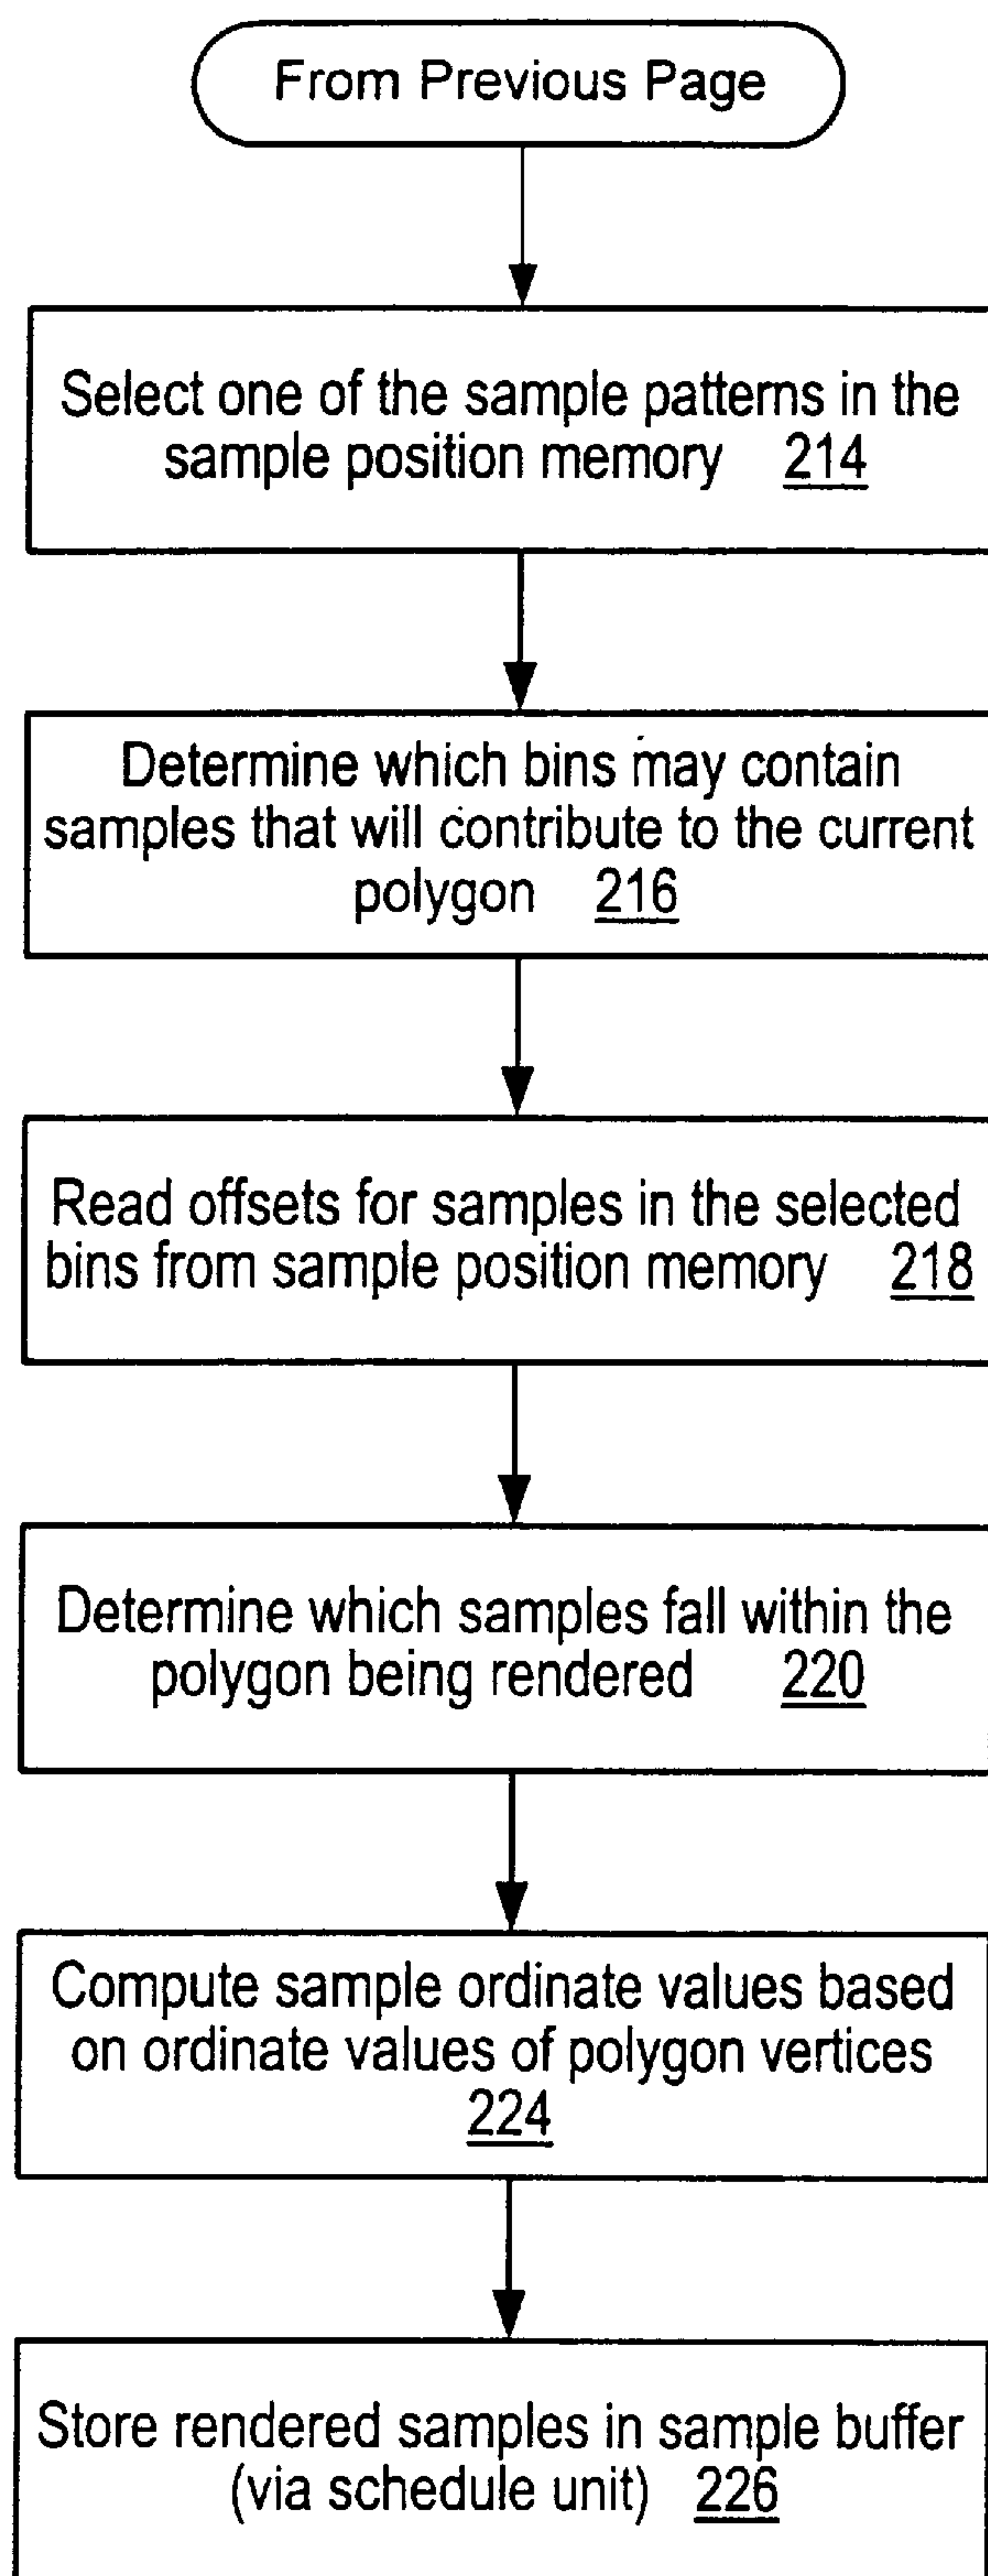 From Previous Page
Select one of the sample patterns in the
sample position memory 214
Determine which bins may contain
samples that will contribute to the current
polygon 216
Read offsets for samples in the selected
bins from sample position memory 218
Determine which samples fall within the
polygon being rendered 220
Compute sample ordinate values based
on ordinate values of polygon vertices
224
Store rendered samples in sample buffer
(via schedule unit) 226